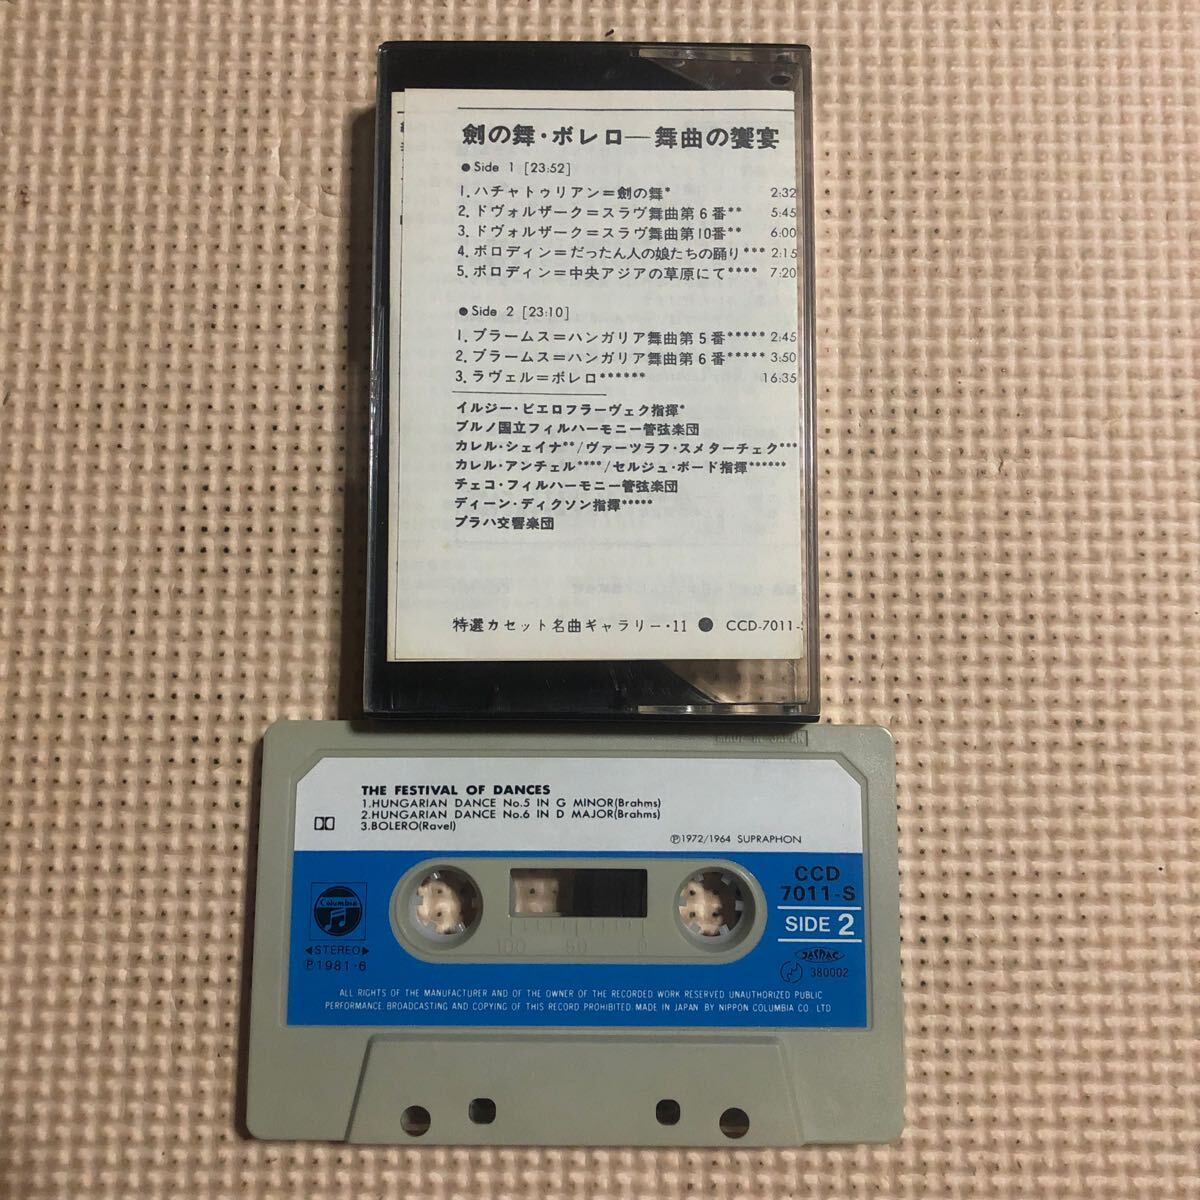 剣の舞・ボレロ—舞曲の饗宴
● Side 1 [23:52]
1. ハチャトゥリアン＝剣の舞* 2:32
2. ドヴォルザーク＝スラヴ舞曲第6番** 5:45
3. ドヴォルザーク＝スラヴ舞曲第10番** 6:00
4. ボロディン＝だったん人の娘たちの踊り*** 2:15
5. ボロディン＝中央アジアの草原にて**** 7:20
● Side 2 [23:10]
1. ブラームス＝ハンガリア舞曲第5番***** 2:45
2. ブラームス＝ハンガリア舞曲第6番***** 3:50
3. ラヴェル＝ボレロ****** 16:35
イルジー・ビエロフラーヴェク指揮*
ブルノ国立フィルハーモニー管弦楽団
カレル・シェイナ**/ヴァーツラフ・スメターチェク***
カレル・アンチェル****/セルジュ・ボード指揮******
チェコ・フィルハーモニー管弦楽団
ディーン・ディクソン指揮*****
プラハ交響楽団
特選カセット名曲ギャラリー・11 ● CCD-7011-S
MADE IN JAPAN
THE FESTIVAL OF DANCES
1.HUNGARIAN DANCE No.5 IN G MINOR(Brahms)
2.HUNGARIAN DANCE No.6 IN D MAJOR(Brahms)
3.BOLERO(Ravel)
℗1972/1964 SUPRAPHON
CCD
7011-S
SIDE 2
Columbia
◀STEREO▶
℗1981・6
100 50 0
JASRAC
380002
ALL RIGHTS OF THE MANUFACTURER AND OF THE OWNER OF THE RECORDED WORK RESERVED UNAUTHORIZED PUBLIC
PERFORMANCE.BROADCASTING AND COPYING OF THIS RECORD PROHIBITED.MADE IN JAPAN BY NIPPON COLUMBIA CO LTD